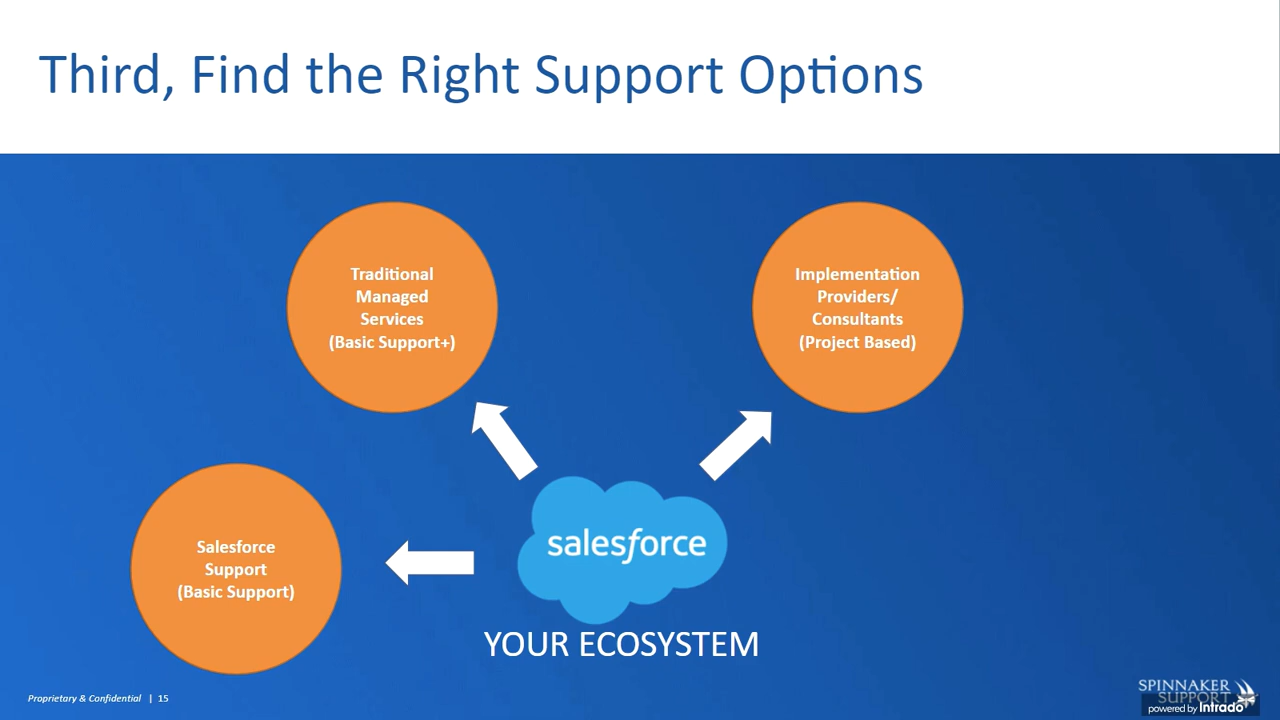 Third, Find the Right Support Options
Traditional
Managed
Services
(Basic Support+)
Implementation
Providers/
Consultants
(Project Based)
Salesforce
Support
(Basic Support)
salesforce
YOUR ECOSYSTEM
Proprietary & Confidential | 15
SPINNAKER
SUPPORT
powered by Intrado